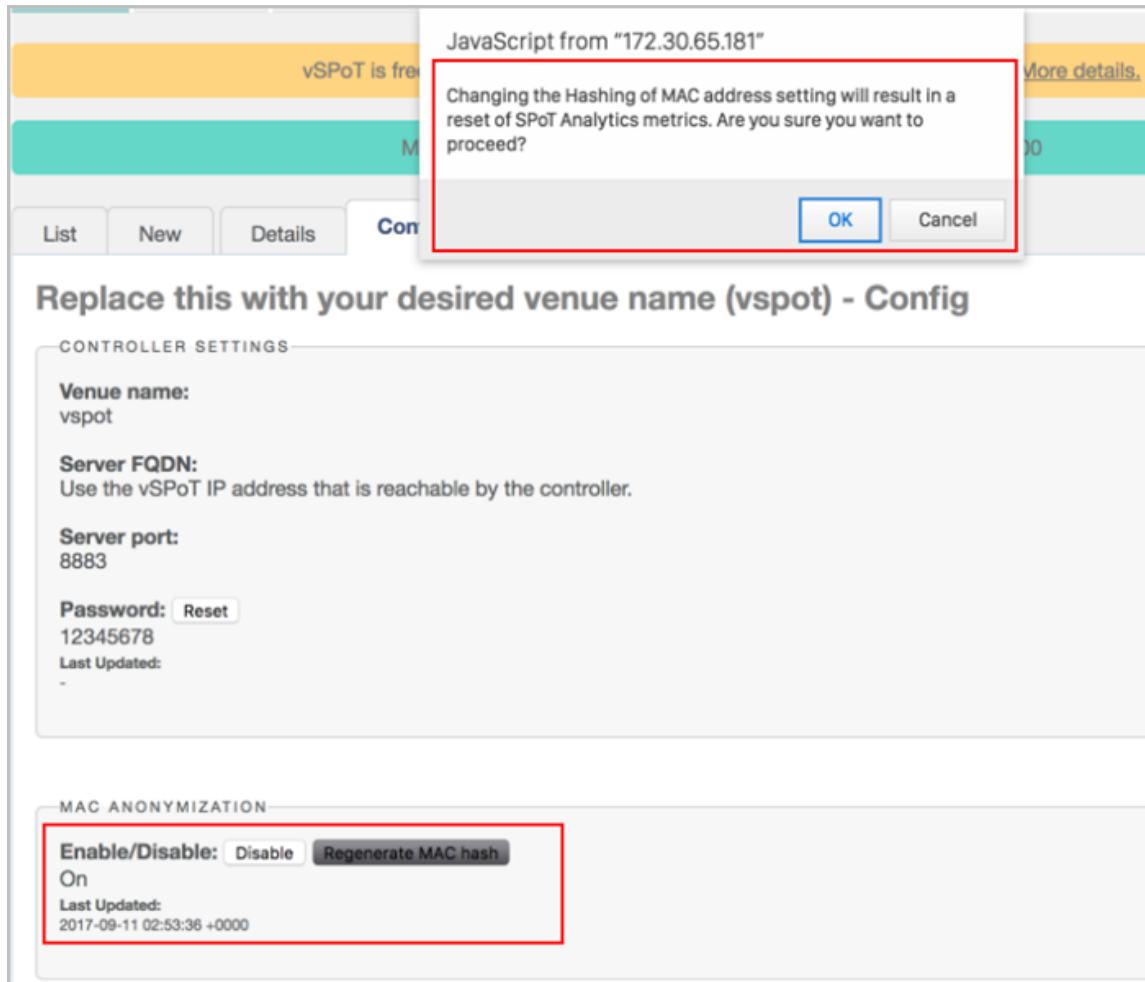 JavaScript from "172.30.65.181"
Changing the Hashing of MAC address setting will result in a
reset of SPoT Analytics metrics. Are you sure you want to
proceed?
OK Cancel
vSPoT is More details.
List New Details
Replace this with your desired venue name (vspot) - Config
CONTROLLER SETTINGS
Venue name:
vspot
Server FQDN:
Use the vSPoT IP address that is reachable by the controller.
Server port:
8883
Password: Reset
12345678
Last Updated:
-
MAC ANONYMIZATION
Enable/Disable: Disable Regenerate MAC hash
On
Last Updated:
2017-09-11 02:53:36 +0000